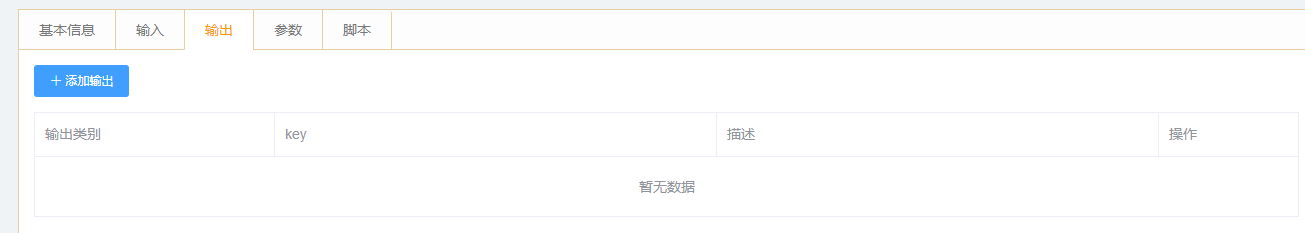 基本信息 输入 输出 参数 脚本
+ 添加输出
输出类别 key 描述 操作
暂无数据